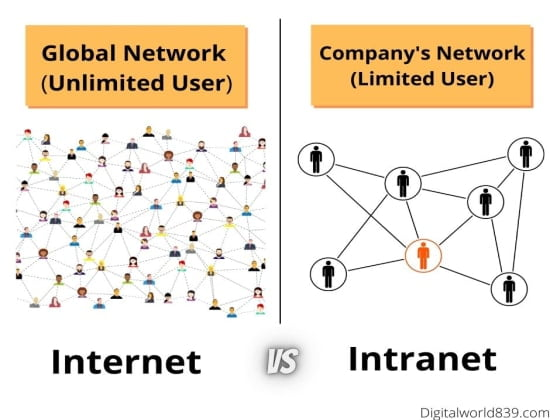 Global Network
(Unlimited User)
Company's Network
(Limited User)
Internet
VS
Intranet
Digitalworld839.com